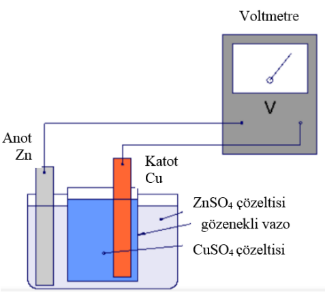 Voltmetre
V
Anot
Zn
Katot
Cu
ZnSO₄ çözeltisi
gözenekli vazo
CuSO₄ çözeltisi